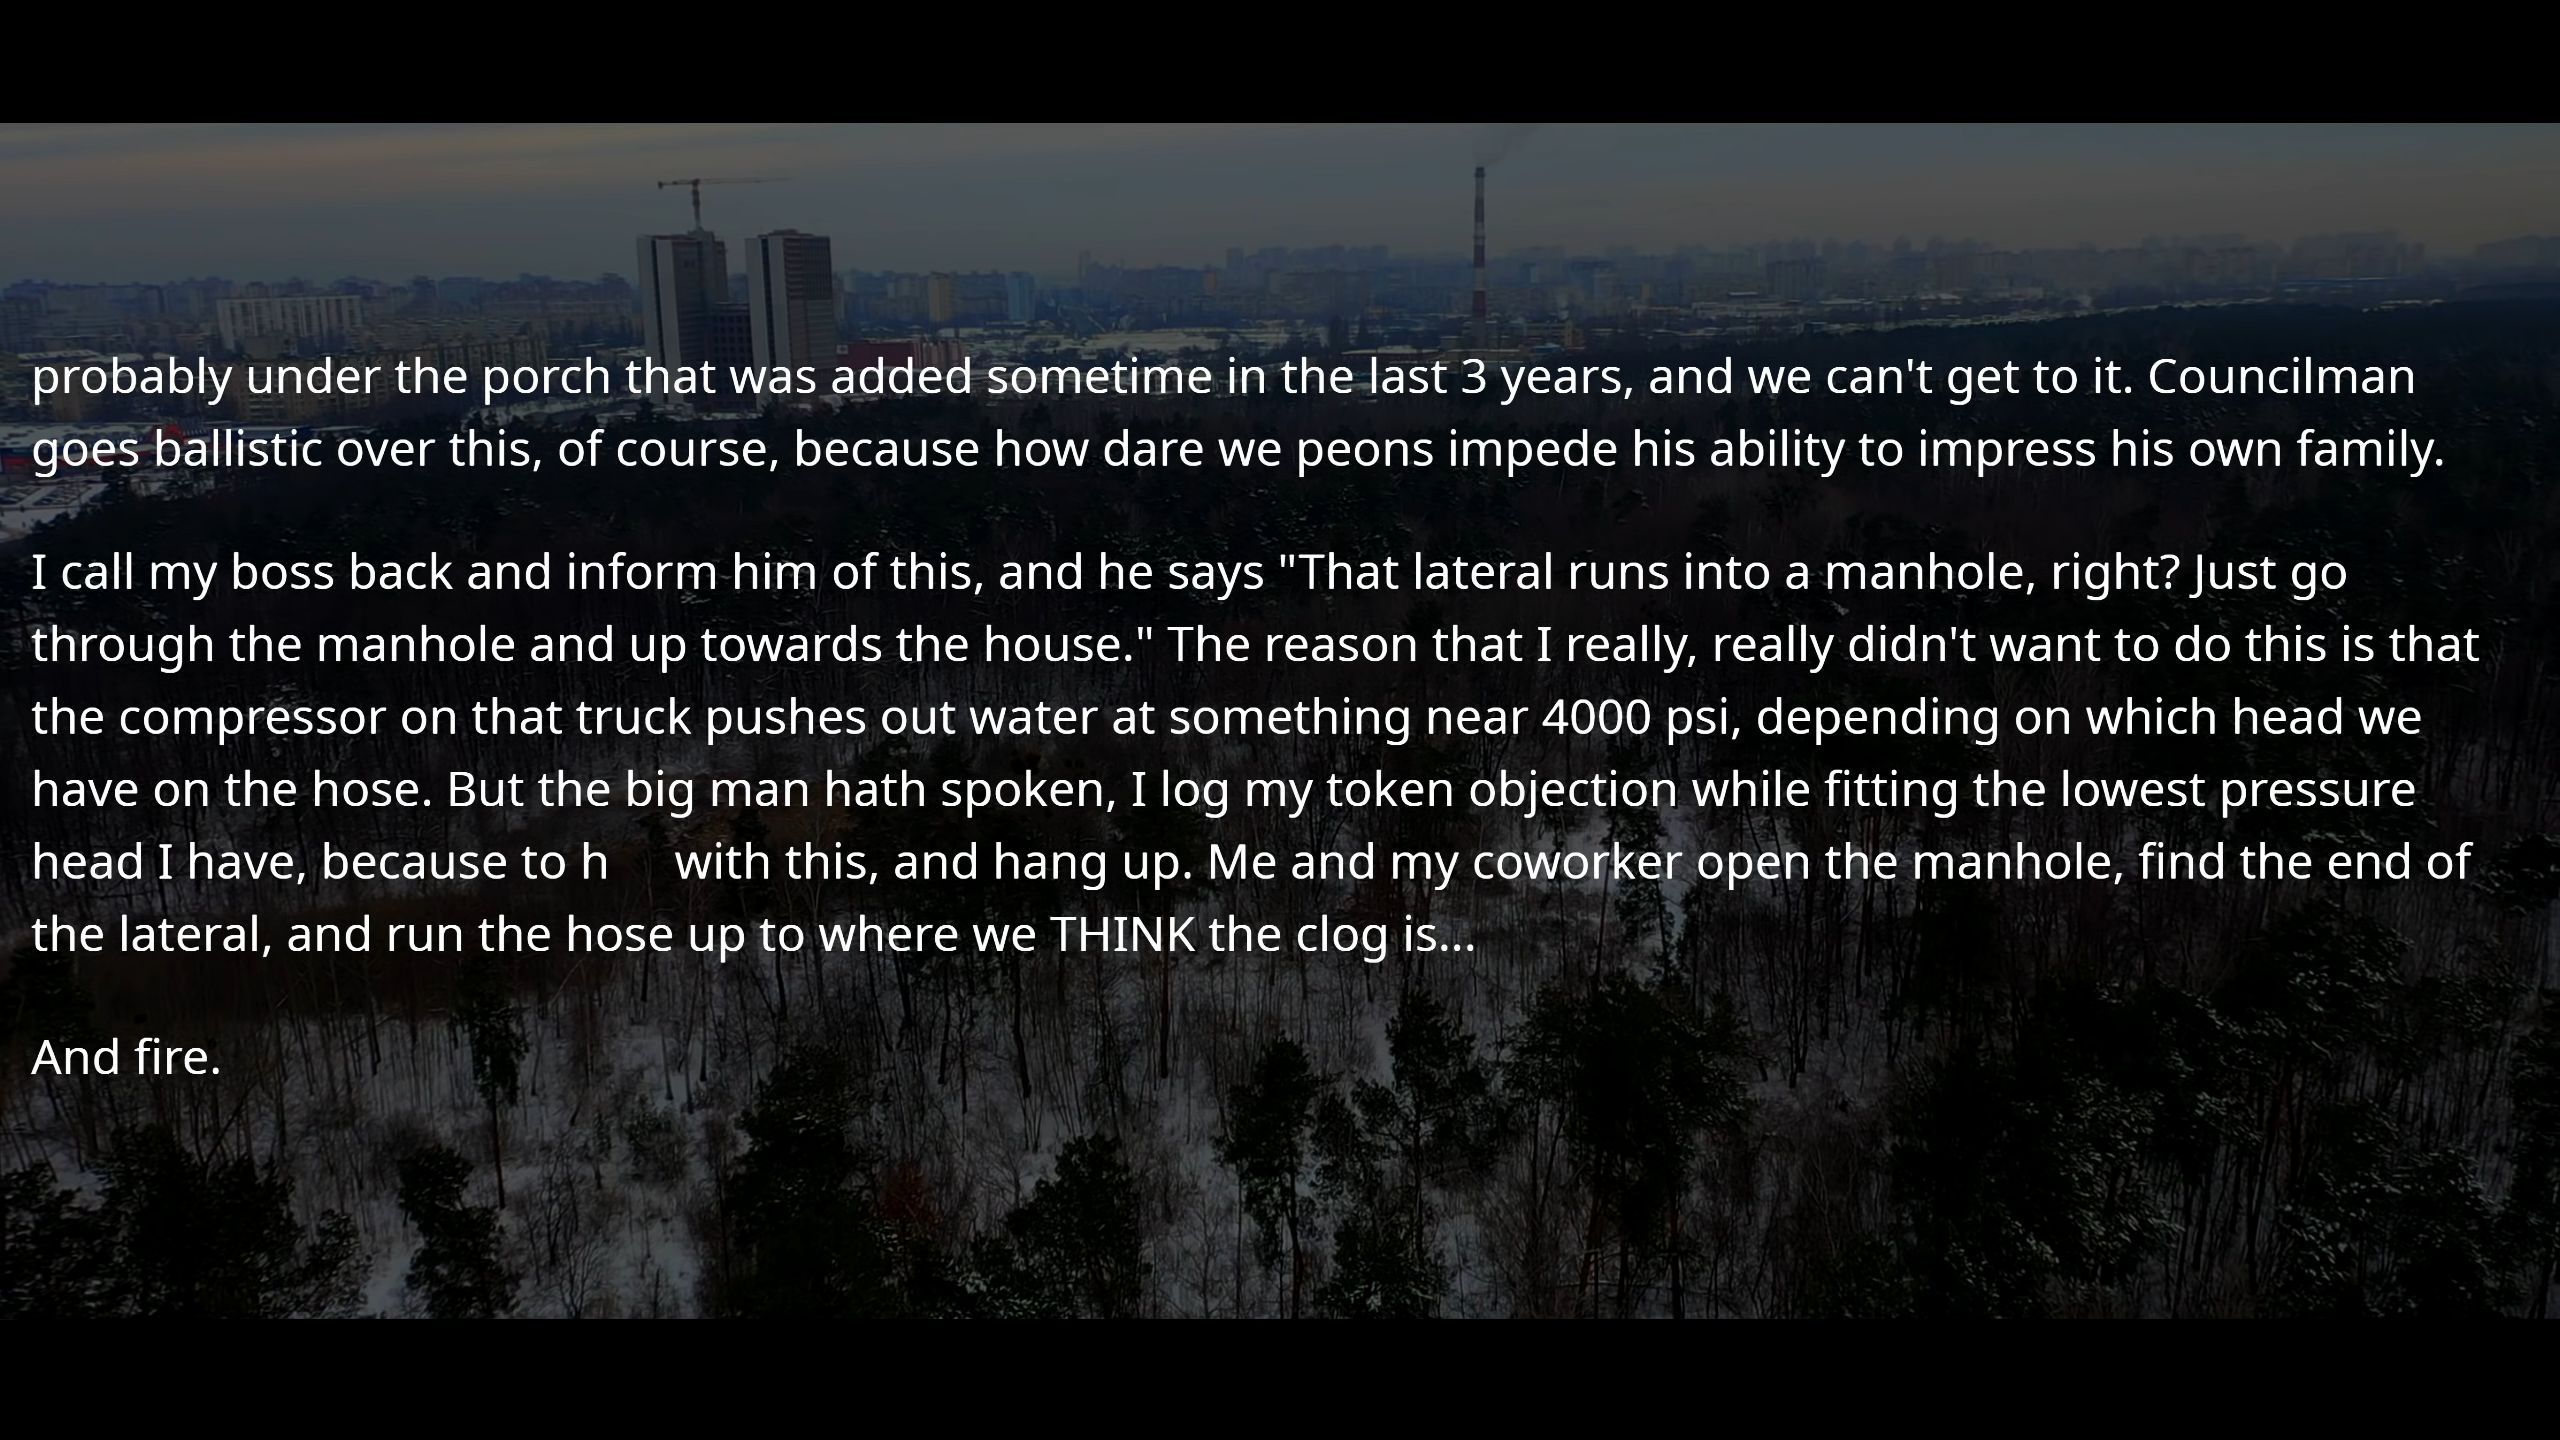 probably under the porch that was added sometime in the last 3 years, and we can't get to it. Councilman
goes ballistic over this, of course, because how dare we peons impede his ability to impress his own family.
I call my boss back and inform him of this, and he says "That lateral runs into a manhole, right? Just go
through the manhole and up towards the house." The reason that I really, really didn't want to do this is that
the compressor on that truck pushes out water at something near 4000 psi, depending on which head we
have on the hose. But the big man hath spoken, I log my token objection while fitting the lowest pressure
head I have, because to h with this, and hang up. Me and my coworker open the manhole, find the end of
the lateral, and run the hose up to where we THINK the clog is...
And fire.